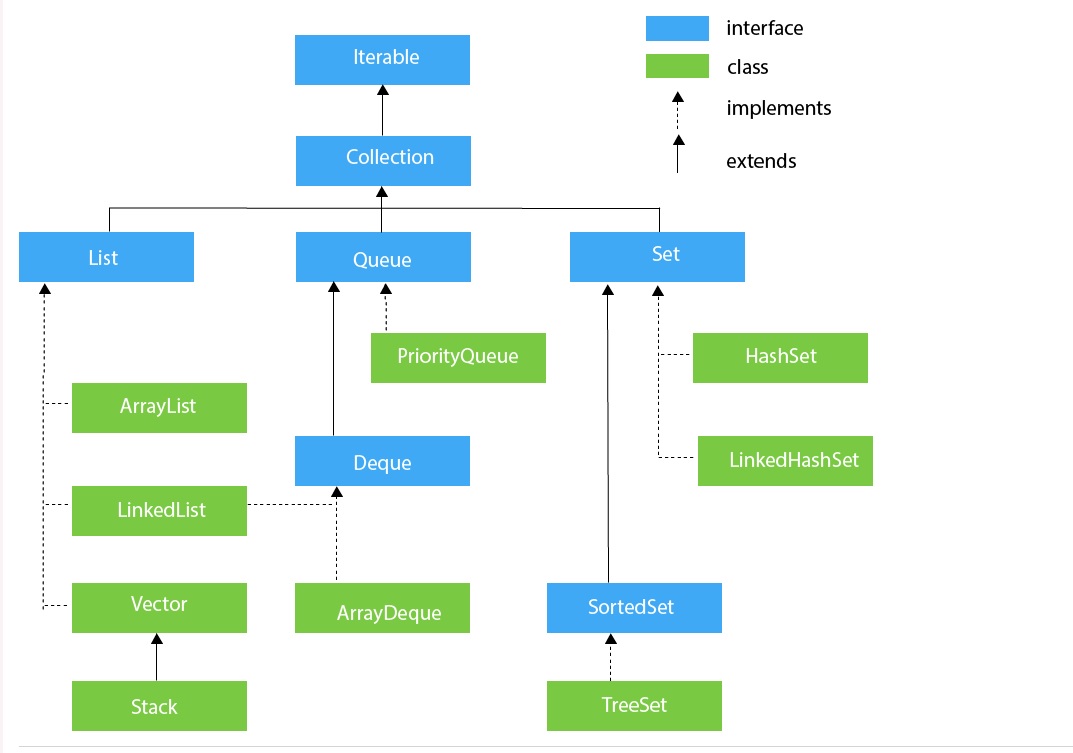 Iterable
interface
class
implements
extends
Collection
List
Queue
Set
PriorityQueue
HashSet
ArrayList
Deque
LinkedHashSet
LinkedList
Vector
ArrayDeque
SortedSet
Stack
TreeSet